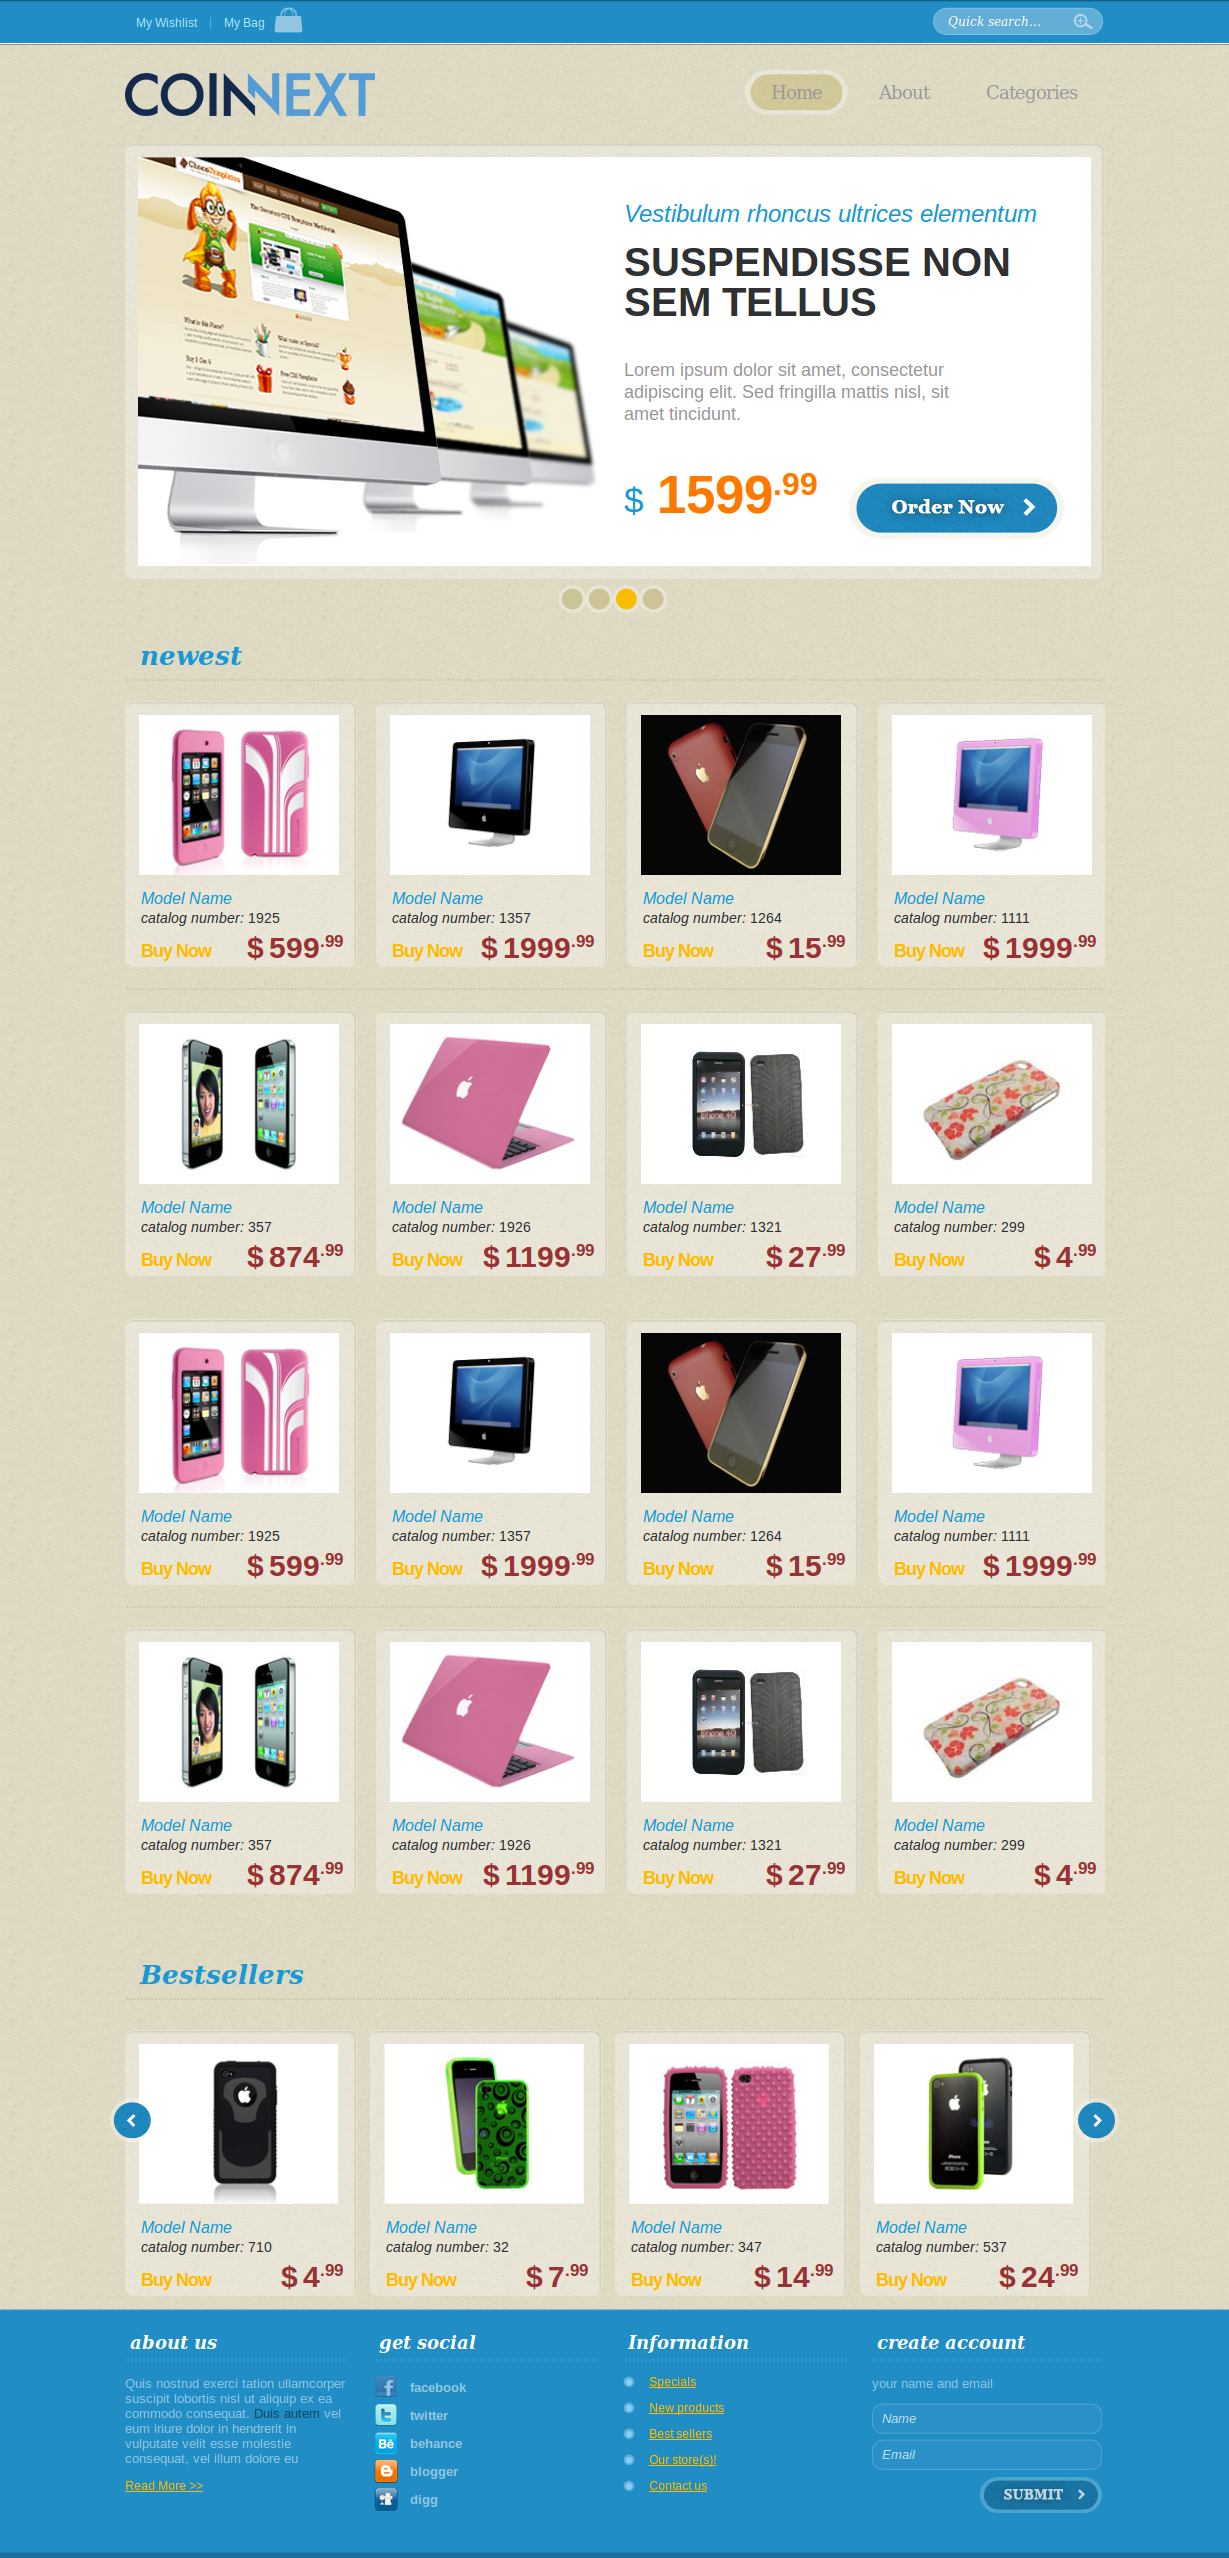 My Wishlist | My Bag
Quick search...
COINNEXT
Home About Categories
ChocoTemplates
What is this Place?
Buy 1 Get 6
Vestibulum rhoncus ultrices elementum
SUSPENDISSE NON
SEM TELLUS
Lorem ipsum dolor sit amet, consectetur
adipiscing elit. Sed fringilla mattis nisl, sit
amet tincidunt.
$ 1599.99 Order Now
newest
Model Name Model Name Model Name Model Name
catalog number: 1925 catalog number: 1357 catalog number: 1264 catalog number: 1111
Buy Now $ 599.99 Buy Now $ 1999.99 Buy Now $ 15.99 Buy Now $ 1999.99
iPhone 4G
Model Name Model Name Model Name Model Name
catalog number: 357 catalog number: 1926 catalog number: 1321 catalog number: 299
Buy Now $ 874.99 Buy Now $ 1199.99 Buy Now $ 27.99 Buy Now $ 4.99
Model Name Model Name Model Name Model Name
catalog number: 1925 catalog number: 1357 catalog number: 1264 catalog number: 1111
Buy Now $ 599.99 Buy Now $ 1999.99 Buy Now $ 15.99 Buy Now $ 1999.99
iPhone 4G
Model Name Model Name Model Name Model Name
catalog number: 357 catalog number: 1926 catalog number: 1321 catalog number: 299
Buy Now $ 874.99 Buy Now $ 1199.99 Buy Now $ 27.99 Buy Now $ 4.99
Bestsellers
iPhone
Model Name Model Name Model Name Model Name
catalog number: 710 catalog number: 32 catalog number: 347 catalog number: 537
Buy Now $ 4.99 Buy Now $ 7.99 Buy Now $ 14.99 Buy Now $ 24.99
about us
Quis nostrud exerci tation ullamcorper
suscipit lobortis nisl ut aliquip ex ea
commodo consequat. Duis autem vel
eum iriure dolor in hendrerit in
vulputate velit esse molestie
consequat, vel illum dolore eu
Read More >>
get social
facebook
twitter
behance
blogger
digg
Information
Specials
New products
Best sellers
Our store(s)!
Contact us
create account
your name and email
Name
Email
SUBMIT